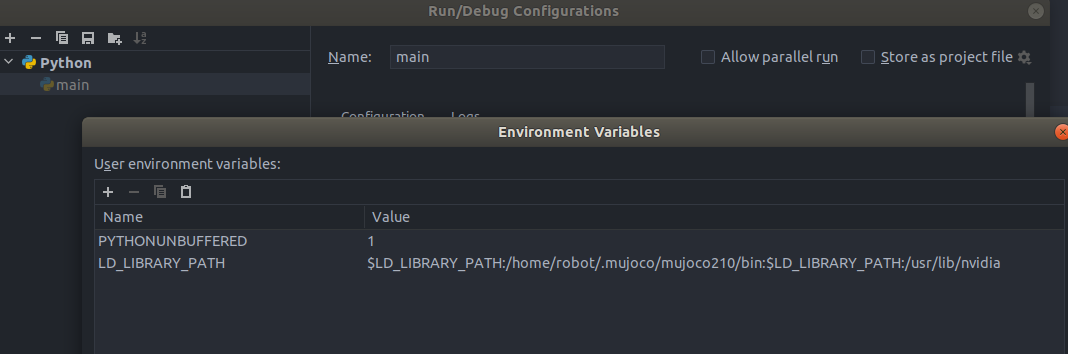 Run/Debug Configurations
Python
main
Name: main
Allow parallel run
Store as project file
Configuration Logs
Environment Variables
User environment variables:
Name Value
PYTHONUNBUFFERED 1
LD_LIBRARY_PATH $LD_LIBRARY_PATH:/home/robot/.mujoco/mujoco210/bin:$LD_LIBRARY_PATH:/usr/lib/nvidia